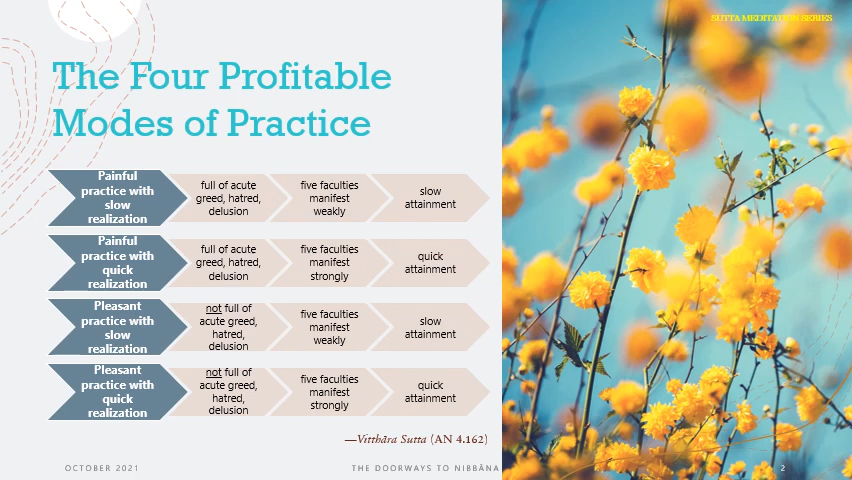 SUTTA MEDITATION SERIES
The Four Profitable
Modes of Practice
Painful
practice with
slow
realization
full of acute
greed, hatred,
delusion
five faculties
manifest
weakly
slow
attainment
Painful
practice with
quick
realization
full of acute
greed, hatred,
delusion
five faculties
manifest
strongly
quick
attainment
Pleasant
practice with
slow
realization
not full of
acute greed,
hatred,
delusion
five faculties
manifest
weakly
slow
attainment
Pleasant
practice with
quick
realization
not full of
acute greed,
hatred,
delusion
five faculties
manifest
strongly
quick
attainment
—Vitthāra Sutta (AN 4.162)
OCTOBER 2021
THE DOORWAYS TO NIBBĀNA
2